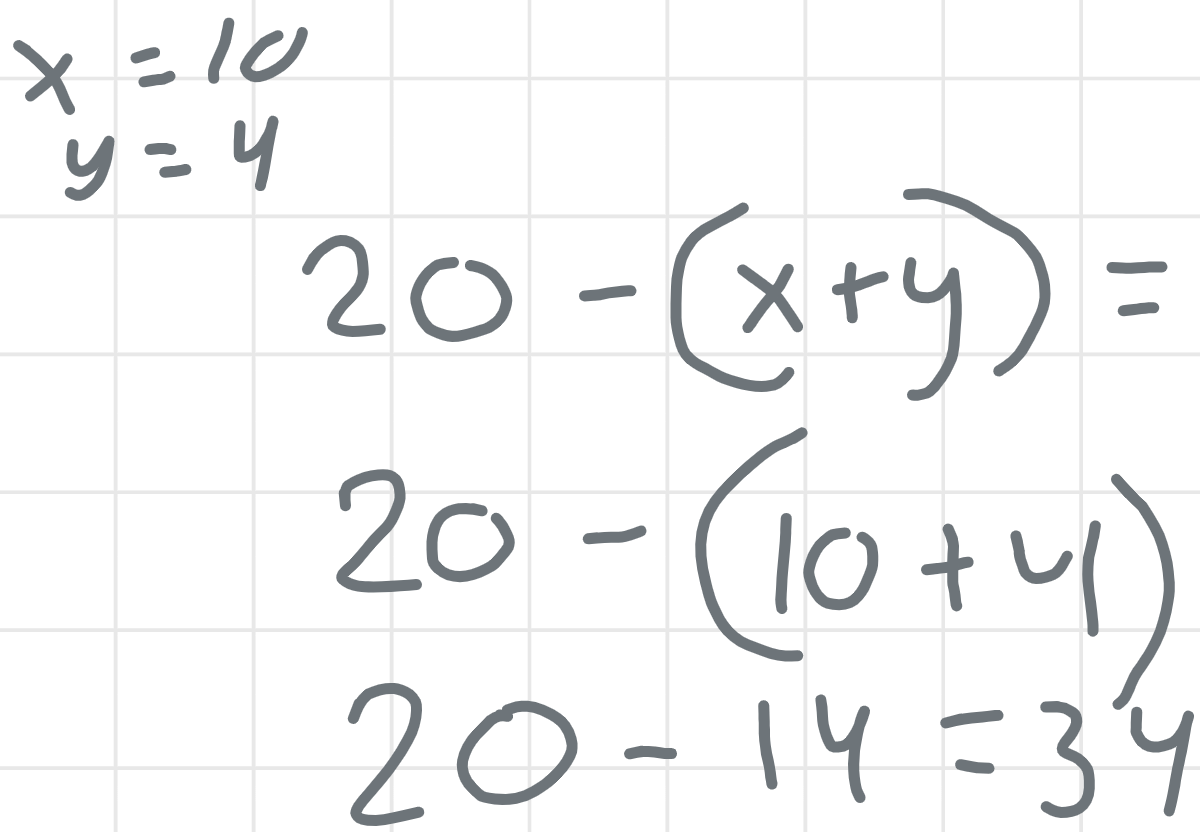 x = 10
y = 4
20 - (x+y) =
20 - (10 + 4)
20 - 14 = 34